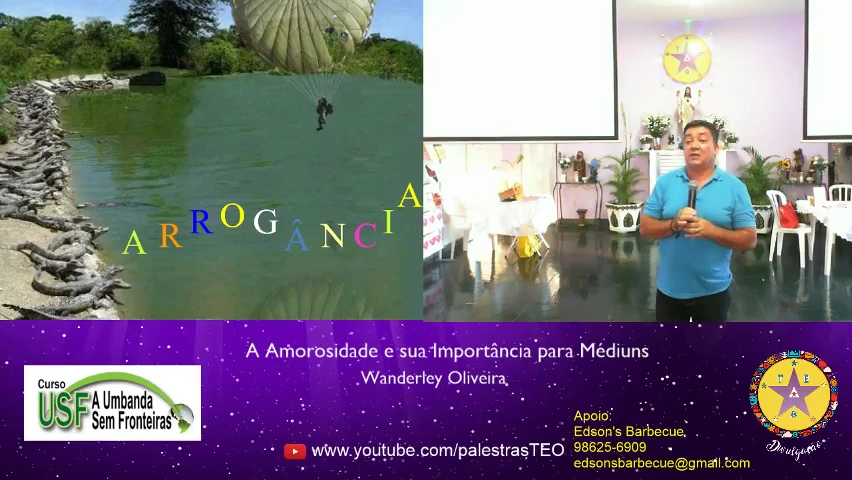 ARROGÂNCIA
A Amorosidade e sua Importância para Médiuns
Wanderley Oliveira
Curso
USF A Umbanda
Sem Fronteiras
www.youtube.com/palestrasTEO
Apoio:
Edson's Barbecue,
98625-6909
edsonsbarbecue@gmail.com
Divulgação